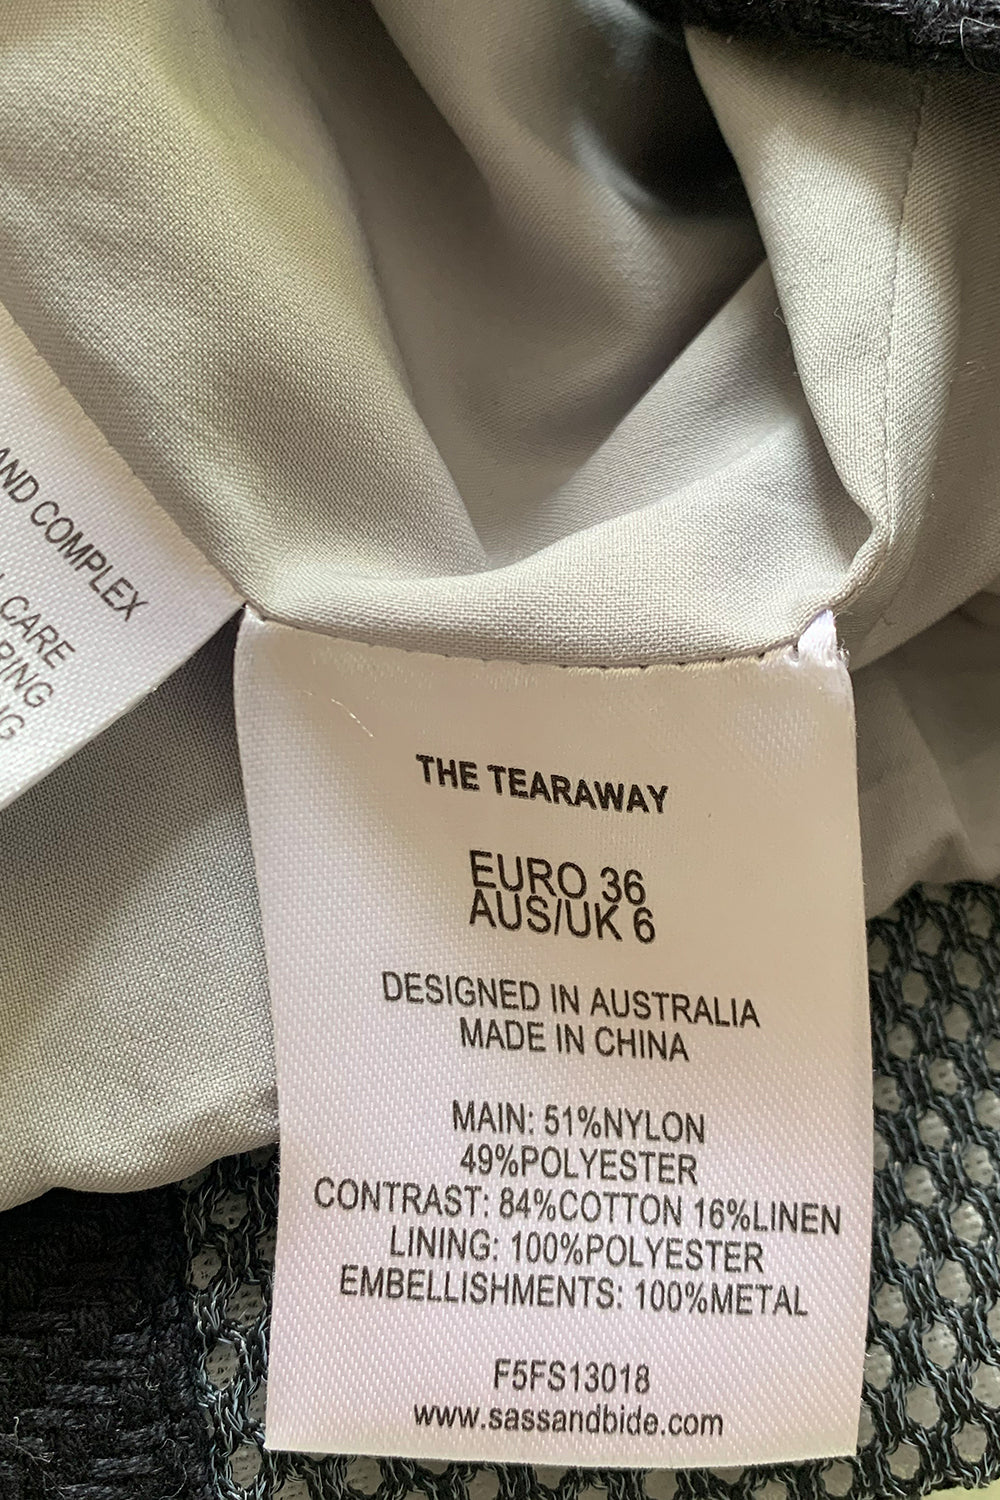 AND COMPLEX
CARE
THE TEARAWAY
EURO 36
AUS/UK 6
DESIGNED IN AUSTRALIA
MADE IN CHINA
MAIN: 51%NYLON
49%POLYESTER
CONTRAST: 84%COTTON 16%LINEN
LINING: 100%POLYESTER
EMBELLISHMENTS: 100%METAL
F5FS13018
www.sassandbide.com